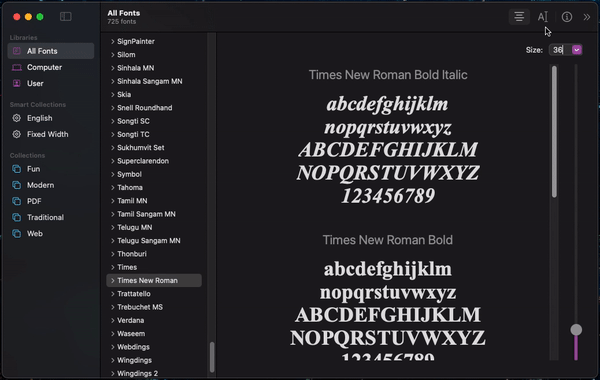 All Fonts
725 fonts
Size: 36
Libraries
All Fonts
Computer
User
Smart Collections
English
Fixed Width
Collections
Fun
Modern
PDF
Traditional
Web
SignPainter
Silom
Sinhala MN
Sinhala Sangam MN
Skia
Snell Roundhand
Songti SC
Songti TC
Sukhumvit Set
Superclarendon
Symbol
Tahoma
Tamil MN
Tamil Sangam MN
Telugu MN
Telugu Sangam MN
Thonburi
Times
Times New Roman
Trattatello
Trebuchet MS
Verdana
Waseem
Webdings
Wingdings
Wingdings 2
Times New Roman Bold Italic
abcdefghijklm
nopqrstuvwxyz
ABCDEFGHIJKLM
NOPQRSTUVWXYZ
123456789
Times New Roman Bold
abcdefghijklm
nopqrstuvwxyz
ABCDEFGHIJKLM
NOPQRSTUVWXYZ
123456789